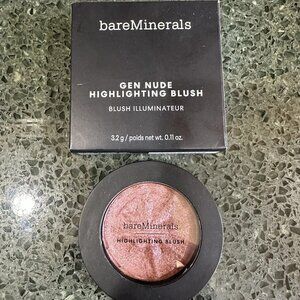 bareMinerals
GEN NUDE
HIGHLIGHTING BLUSH
BLUSH ILLUMINATEUR
3.2 g / poids net wt. 0.11 oz.
bareMinerals
HIGHLIGHTING BLUSH